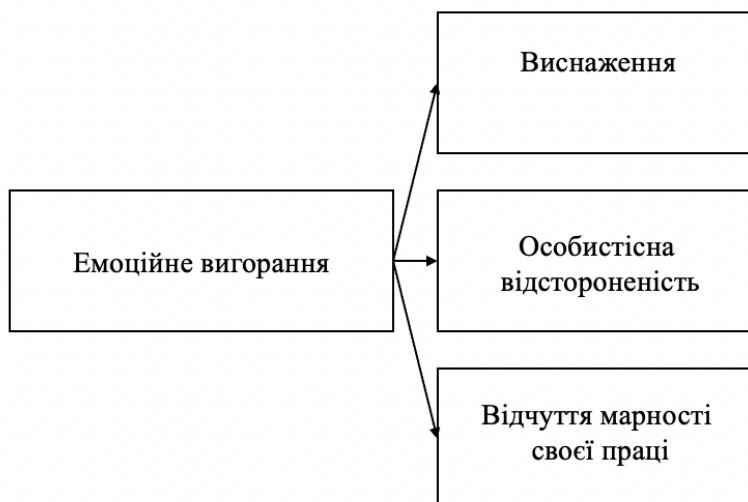 Виснаження
Емоційне вигорання
Особистісна
відстороненість
Відчуття марності
своєї праці